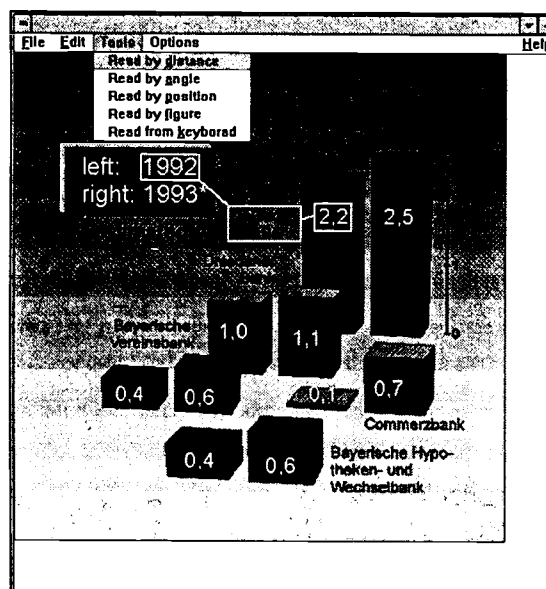 File Edit Tools Options Help
Read by distance
Read by angle
Read by position
Read by figure
Read from keyborad
left: 1992
right: 1993*
2,2 2,5
Bayerische
Vereinsbank
1,0 1,1
0
0,4 0,6 0,1 0,7
Commerzbank
0,4 0,6
Bayerische Hypo-
theken- und
Wechselbank